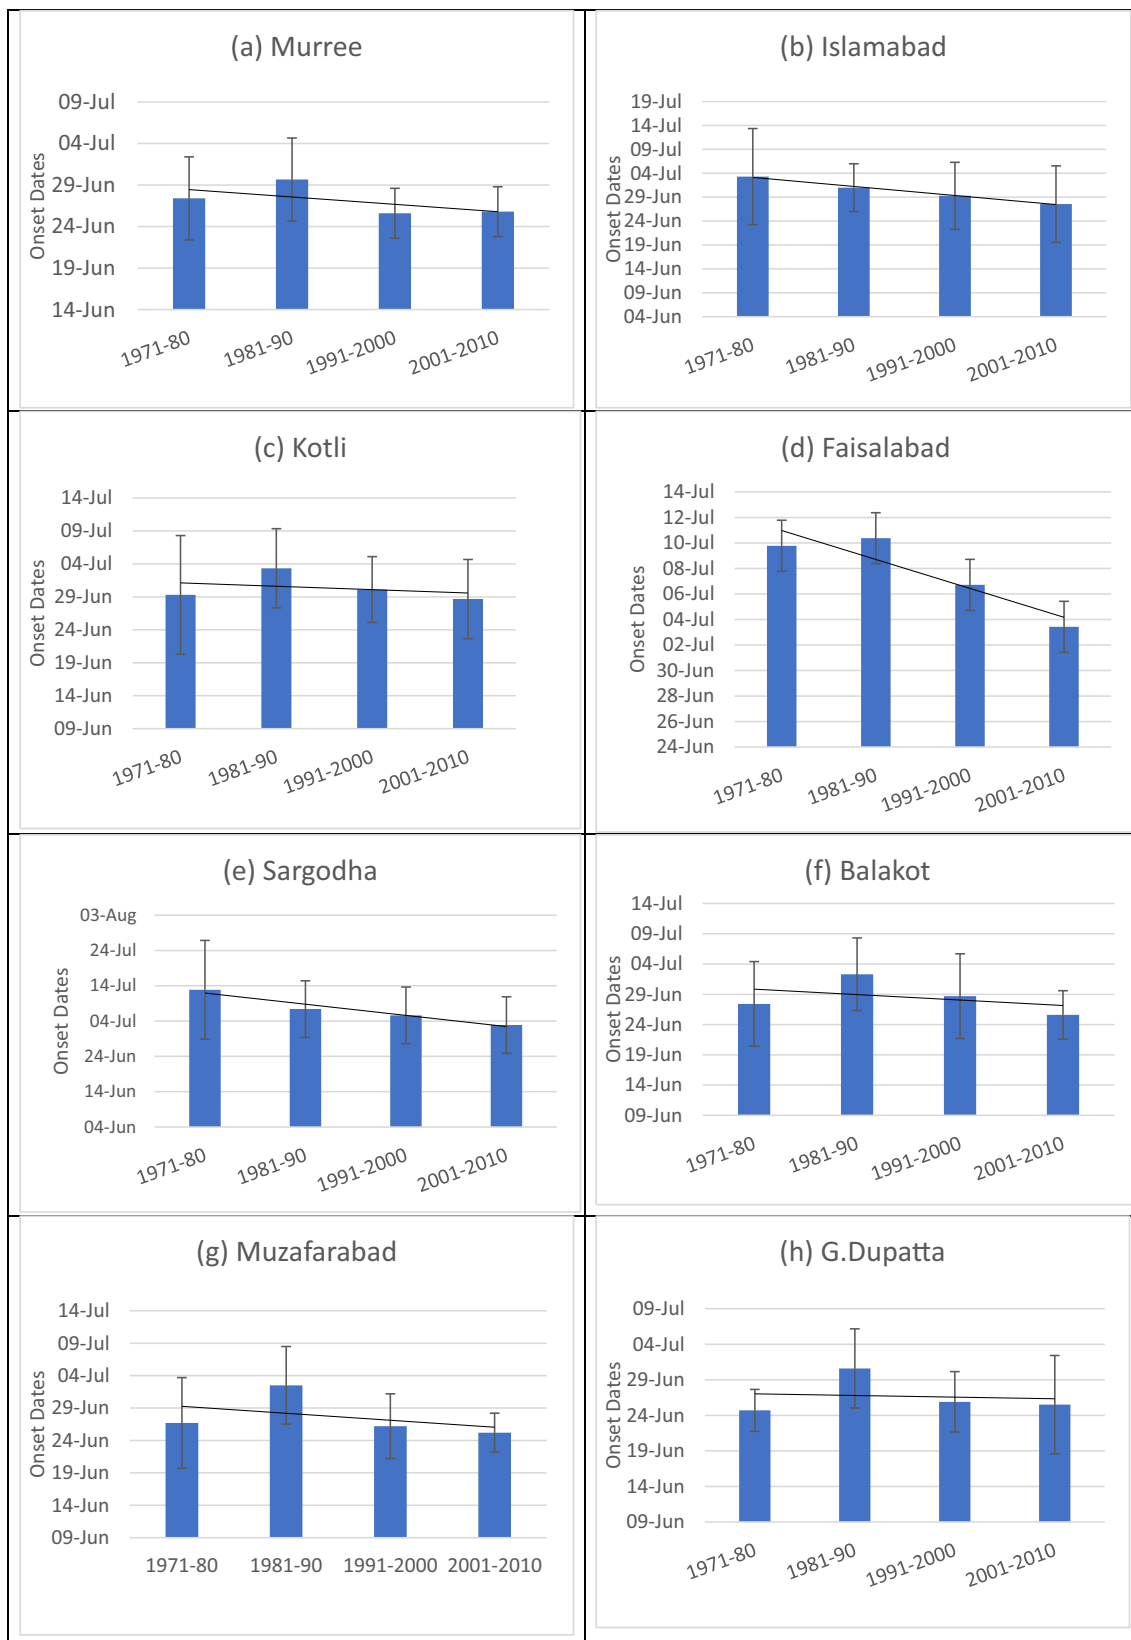 (a) Murree
Onset Dates
09-Jul
04-Jul
29-Jun
24-Jun
19-Jun
14-Jun
1971-80
1981-90
1991-2000
2001-2010
(b) Islamabad
Onset Dates
19-Jul
14-Jul
09-Jul
04-Jul
29-Jun
24-Jun
19-Jun
14-Jun
09-Jun
04-Jun
1971-80
1981-90
1991-2000
2001-2010
(c) Kotli
Onset Dates
14-Jul
09-Jul
04-Jul
29-Jun
24-Jun
19-Jun
14-Jun
09-Jun
1971-80
1981-90
1991-2000
2001-2010
(d) Faisalabad
Onset Dates
14-Jul
12-Jul
10-Jul
08-Jul
06-Jul
04-Jul
02-Jul
30-Jun
28-Jun
26-Jun
24-Jun
1971-80
1981-90
1991-2000
2001-2010
(e) Sargodha
Onset Dates
03-Aug
24-Jul
14-Jul
04-Jul
24-Jun
14-Jun
04-Jun
1971-80
1981-90
1991-2000
2001-2010
(f) Balakot
Onset Dates
14-Jul
09-Jul
04-Jul
29-Jun
24-Jun
19-Jun
14-Jun
09-Jun
1971-80
1981-90
1991-2000
2001-2010
(g) Muzafarabad
Onset Dates
14-Jul
09-Jul
04-Jul
29-Jun
24-Jun
19-Jun
14-Jun
09-Jun
1971-80
1981-90
1991-2000
2001-2010
(h) G.Dupatta
Onset Dates
09-Jul
04-Jul
29-Jun
24-Jun
19-Jun
14-Jun
09-Jun
1971-80
1981-90
1991-2000
2001-2010